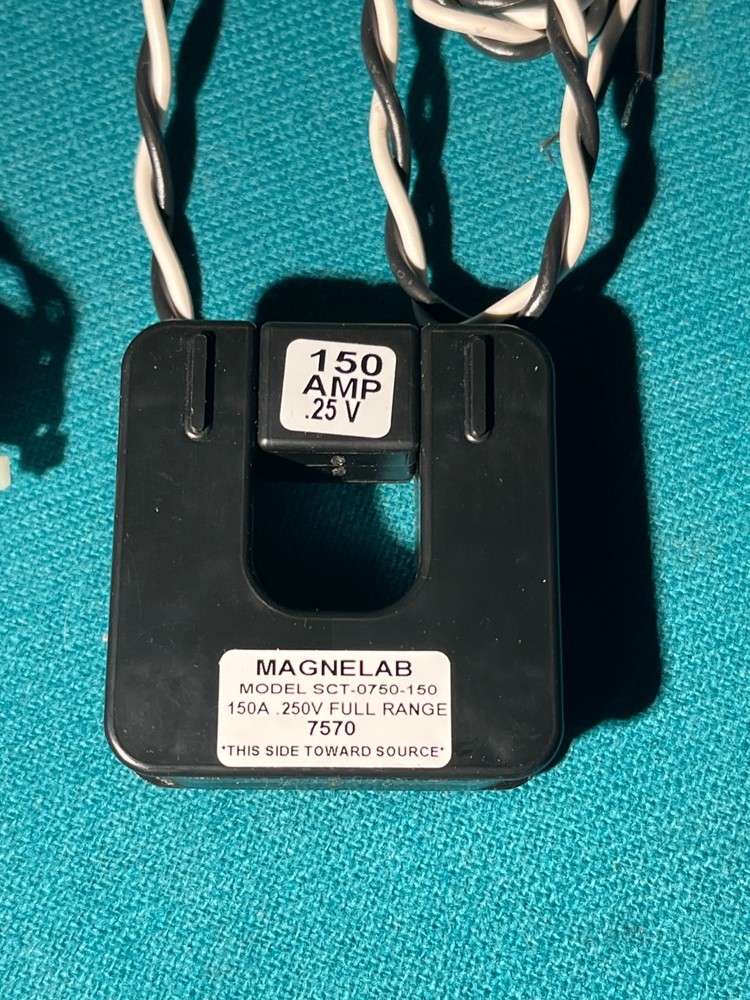 150
AMP
.25 V
MAGNELAB
MODEL SCT-0750-150
150A .250V FULL RANGE
7570
*THIS SIDE TOWARD SOURCE*